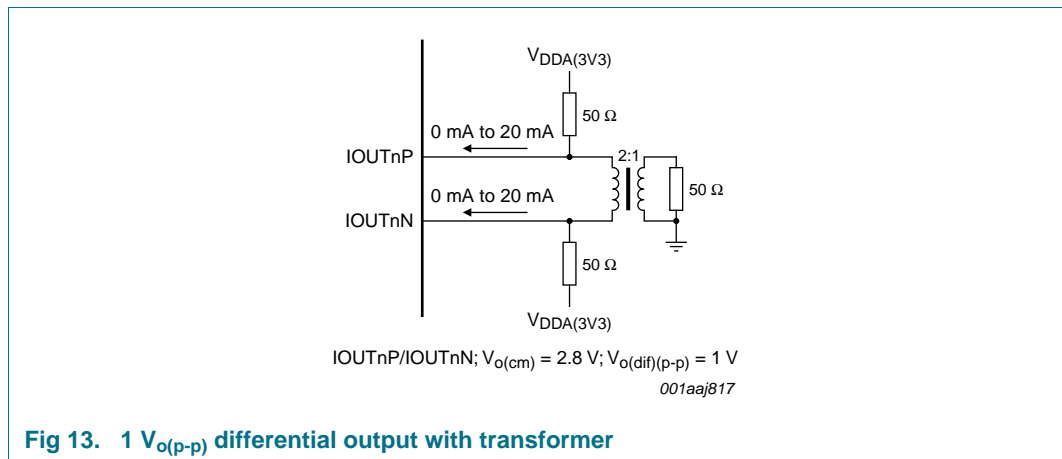 VDDA(3V3)
50 Ω
0 mA to 20 mA
IOUTnP
2:1
0 mA to 20 mA
50 Ω
IOUTnN
50 Ω
VDDA(3V3)
IOUTnP/IOUTnN; Vo(cm) = 2.8 V; Vo(dif)(p-p) = 1 V
001aaj817
Fig 13. 1 Vo(p-p) differential output with transformer